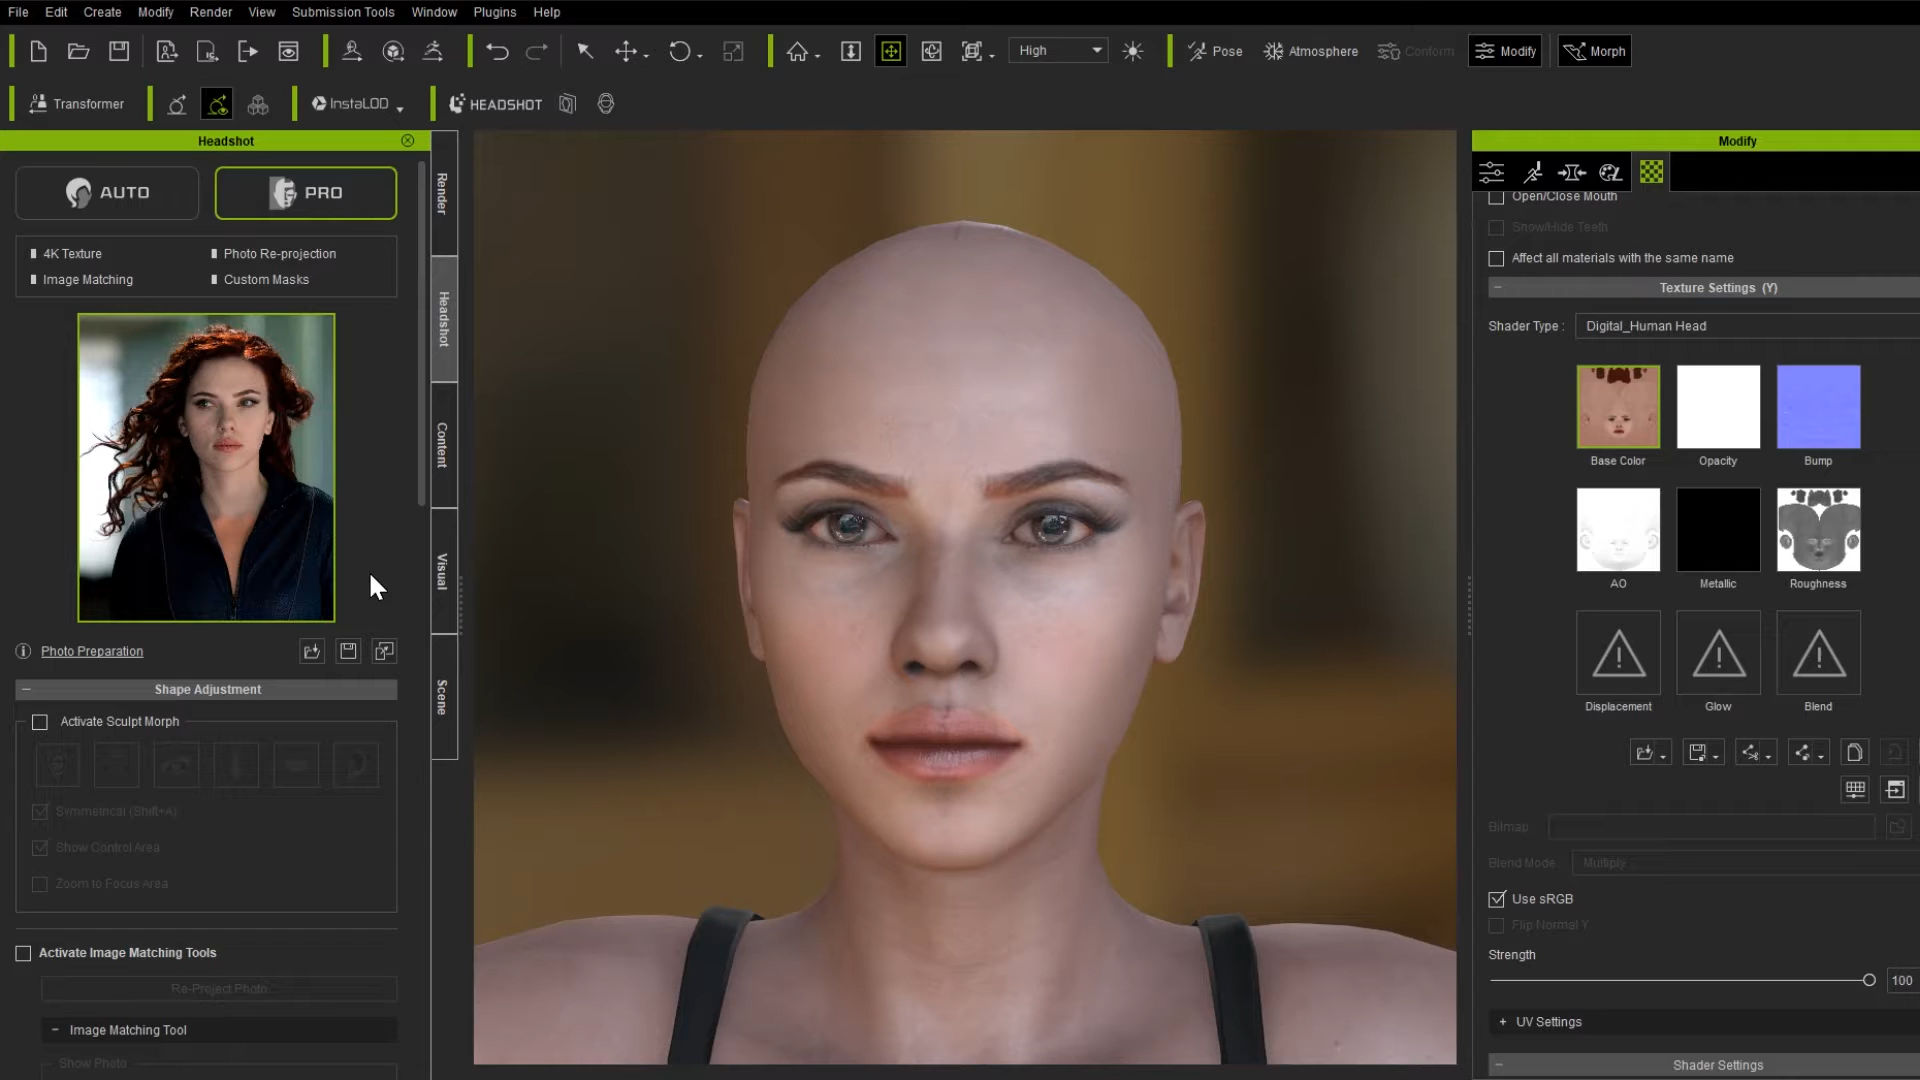 File Edit Create Modify Render View Submission Tools Window Plugins Help
High Pose Atmosphere Conform Modify Morph
Transformer InstaLOD HEADSHOT
Headshot
AUTO PRO
4K Texture Photo Re-projection
Image Matching Custom Masks
Photo Preparation
Shape Adjustment
Activate Sculpt Morph
Symmetrical (Shift+A)
Show Control Area
Zoom to Focus Area
Activate Image Matching Tools
Re-Project Photo
Image Matching Tool
Show Photo
Render
Headshot
Content
Visual
Scene
Modify
Open/Close Mouth
Show/Hide Teeth
Affect all materials with the same name
Texture Settings (Y)
Shader Type : Digital_Human Head
Base Color Opacity Bump
AO Metallic Roughness
Displacement Glow Blend
Bitmap
Blend Mode Multiply
Use sRGB
Flip Normal Y
Strength
100
UV Settings
Shader Settings